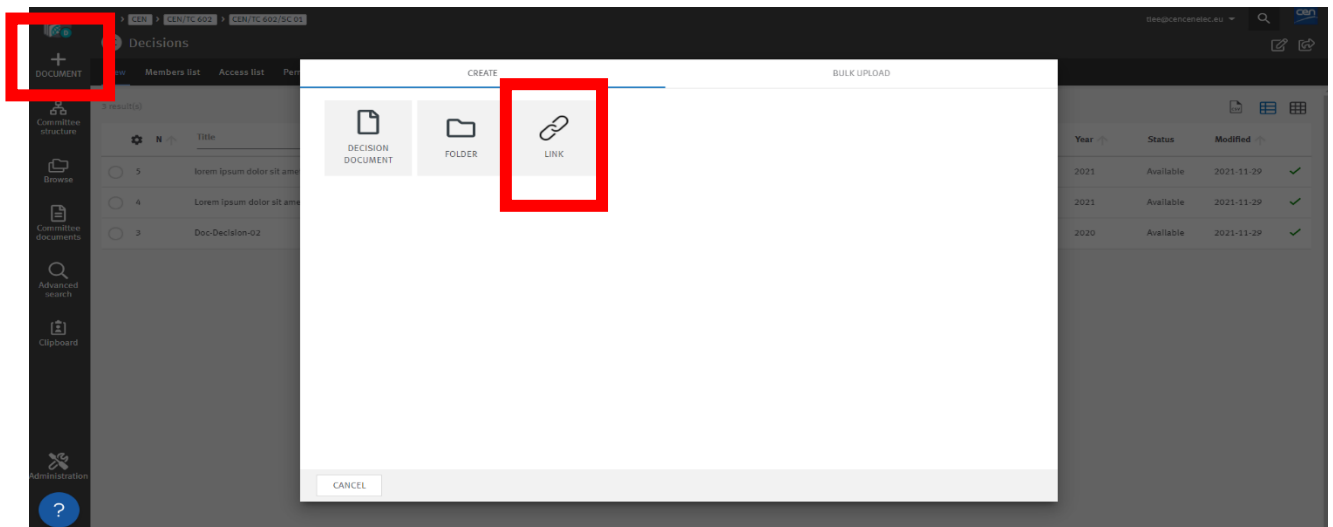 > CEN > CEN/TC 602 > CEN/TC 602/SC 01
cen
Decisions
DOCUMENT
Members list Access list
CREATE BULK UPLOAD
5 result(s)
Committee
structure
N Title
Year Status Modified
DECISION
DOCUMENT
FOLDER
LINK
5 lorem ipsum dolor sit ame 2021 Available 2021-11-29
Browse
4 Lorem ipsum dolor sit ame 2021 Available 2021-11-29
3 Doc-Decision-02 2020 Available 2021-11-29
Committee
documents
Advanced
search
Clipboard
Administration
CANCEL
?